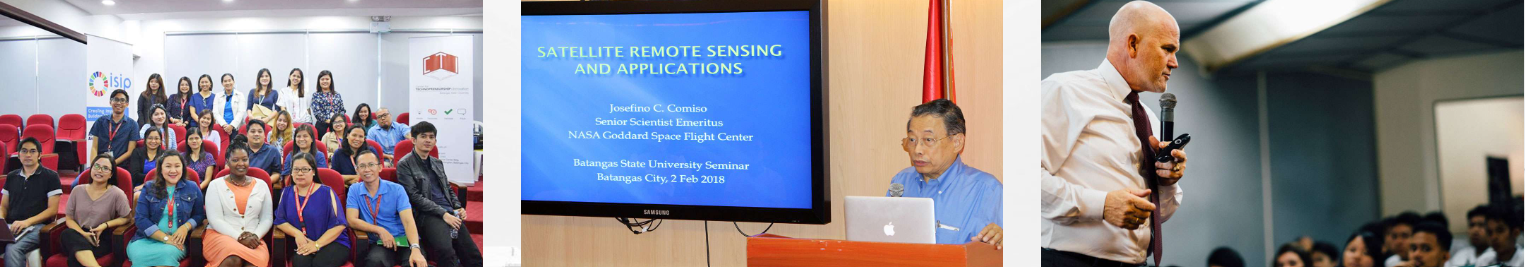 isip
SATELLITE REMOTE SENSING
AND APPLICATIONS
Josefino C. Comiso
Senior Scientist Emeritus
NASA Goddard Space Flight Center
Batangas State University Seminar
Batangas City, 2 Feb 2018
SAMSUNG